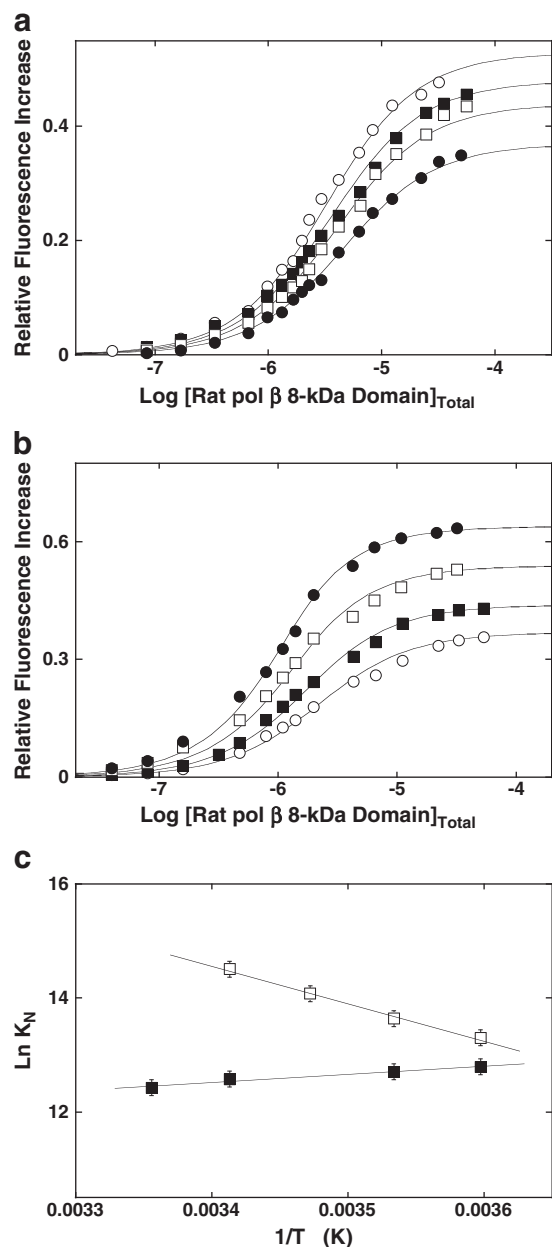 a
Relative Fluorescence Increase
0.4
0.2
0
-7 -6 -5 -4
Log [Rat pol β 8-kDa Domain]Total
b
Relative Fluorescence Increase
0.6
0.3
0
-7 -6 -5 -4
Log [Rat pol β 8-kDa Domain]Total
c
Ln KN
16
14
12
10
0.0033 0.0034 0.0035 0.0036
1/T (K)